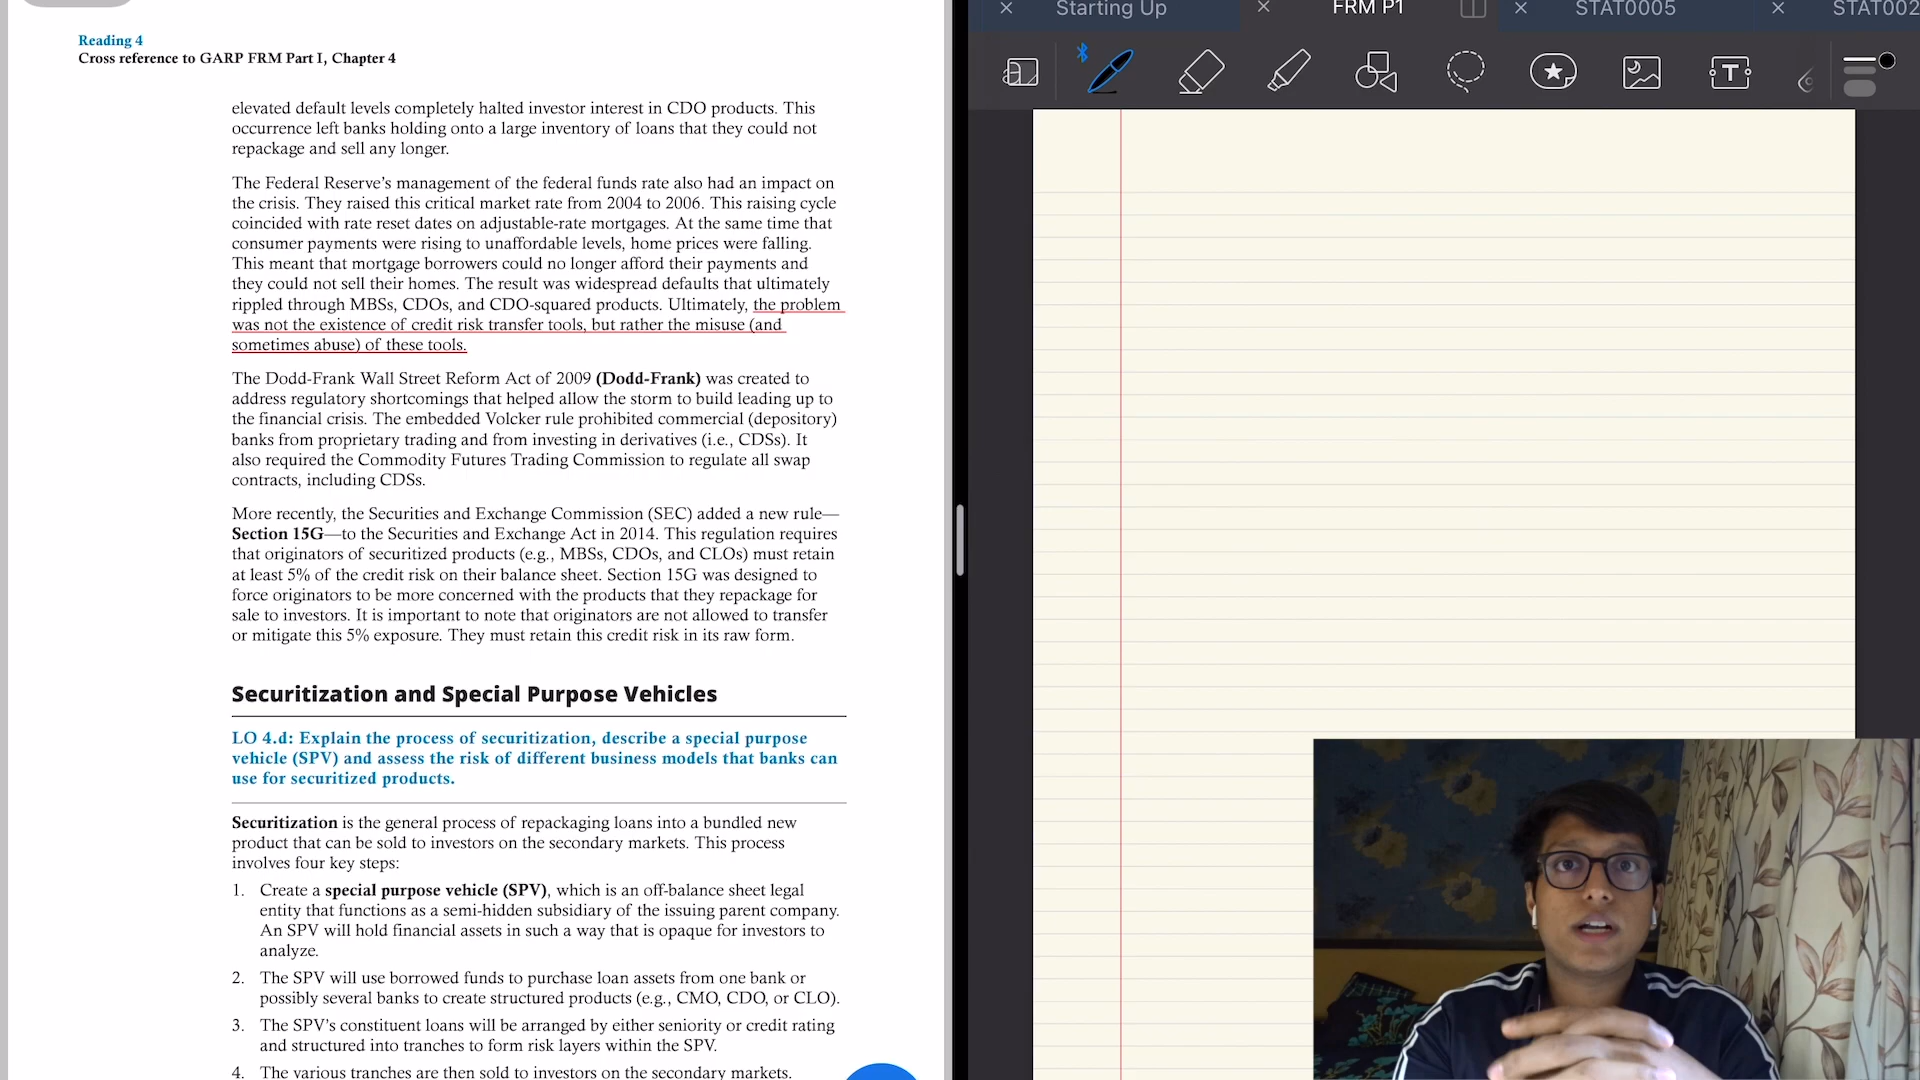 Reading 4
Cross reference to GARP FRM Part I, Chapter 4
elevated default levels completely halted investor interest in CDO products. This
occurrence left banks holding onto a large inventory of loans that they could not
repackage and sell any longer.
The Federal Reserve’s management of the federal funds rate also had an impact on
the crisis. They raised this critical market rate from 2004 to 2006. This raising cycle
coincided with rate reset dates on adjustable-rate mortgages. At the same time that
consumer payments were rising to unaffordable levels, home prices were falling.
This meant that mortgage borrowers could no longer afford their payments and
they could not sell their homes. The result was widespread defaults that ultimately
rippled through MBSs, CDOs, and CDO-squared products. Ultimately, the problem
was not the existence of credit risk transfer tools, but rather the misuse (and
sometimes abuse) of these tools.
The Dodd-Frank Wall Street Reform Act of 2009 (Dodd-Frank) was created to
address regulatory shortcomings that helped allow the storm to build leading up to
the financial crisis. The embedded Volcker rule prohibited commercial (depository)
banks from proprietary trading and from investing in derivatives (i.e., CDSs). It
also required the Commodity Futures Trading Commission to regulate all swap
contracts, including CDSs.
More recently, the Securities and Exchange Commission (SEC) added a new rule—
Section 15G—to the Securities and Exchange Act in 2014. This regulation requires
that originators of securitized products (e.g., MBSs, CDOs, and CLOs) must retain
at least 5% of the credit risk on their balance sheet. Section 15G was designed to
force originators to be more concerned with the products that they repackage for
sale to investors. It is important to note that originators are not allowed to transfer
or mitigate this 5% exposure. They must retain this credit risk in its raw form.
Securitization and Special Purpose Vehicles
LO 4.d: Explain the process of securitization, describe a special purpose
vehicle (SPV) and assess the risk of different business models that banks can
use for securitized products.
Securitization is the general process of repackaging loans into a bundled new
product that can be sold to investors on the secondary markets. This process
involves four key steps:
1. Create a special purpose vehicle (SPV), which is an off-balance sheet legal
entity that functions as a semi-hidden subsidiary of the issuing parent company.
An SPV will hold financial assets in such a way that is opaque for investors to
analyze.
2. The SPV will use borrowed funds to purchase loan assets from one bank or
possibly several banks to create structured products (e.g., CMO, CDO, or CLO).
3. The SPV’s constituent loans will be arranged by either seniority or credit rating
and structured into tranches to form risk layers within the SPV.
4. The various tranches are then sold to investors on the secondary markets.
Starting Up
FRM P1
STAT0005
STAT002
T